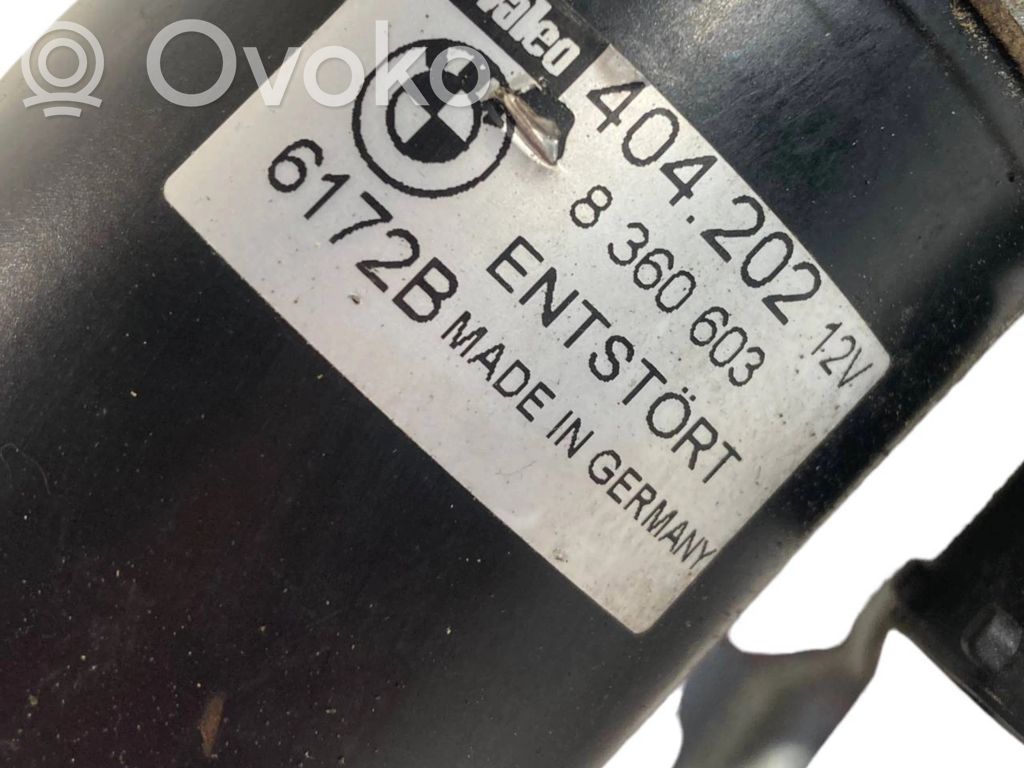 Ovoko
Valeo
404.202
12V
8 360 603
ENTSTÖRT
6172B
MADE IN GERMANY